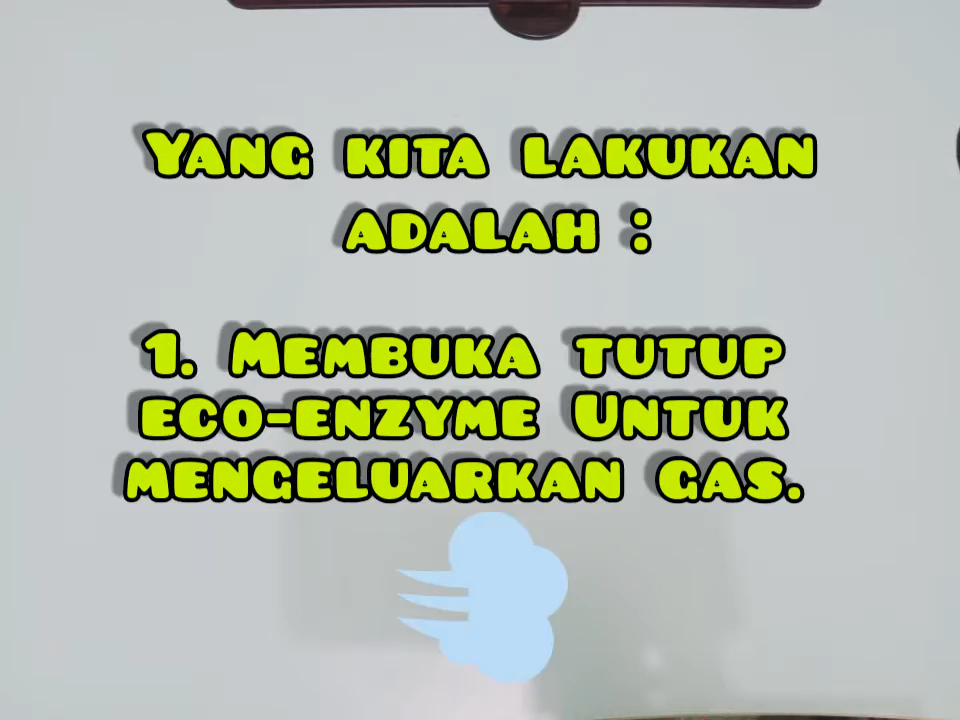 Yang kita lakukan
adalah :
1. Membuka tutup
eco-enzyme Untuk
mengeluarkan gas.